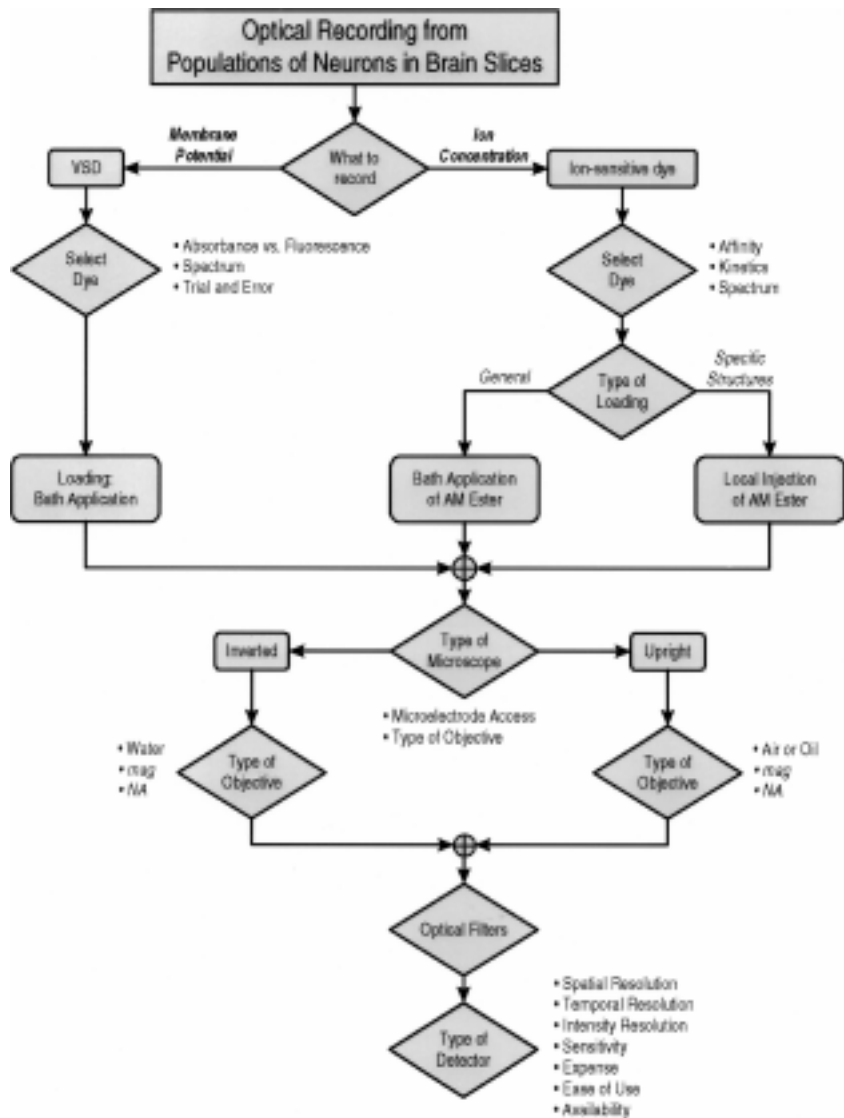 Optical Recording from
Populations of Neurons in Brain Slices
Membrane
Potential
Ion
Concentration
What to
record
VSD
Ion-sensitive dye
Select
Dye
• Absorbance vs. Fluorescence
• Spectrum
• Trial and Error
Select
Dye
• Affinity
• Kinetics
• Spectrum
General
Type of
Loading
Specific
Structures
Loading:
Bath Application
Bath Application
of AM Ester
Local Injection
of AM Ester
Inverted
Type of
Microscope
Upright
• Microelectrode Access
• Type of Objective
• Water
• mag
• NA
Type of
Objective
Type of
Objective
• Air or Oil
• mag
• NA
Optical Filters
Type of
Detector
• Spatial Resolution
• Temporal Resolution
• Intensity Resolution
• Sensitivity
• Expense
• Ease of Use
• Availability